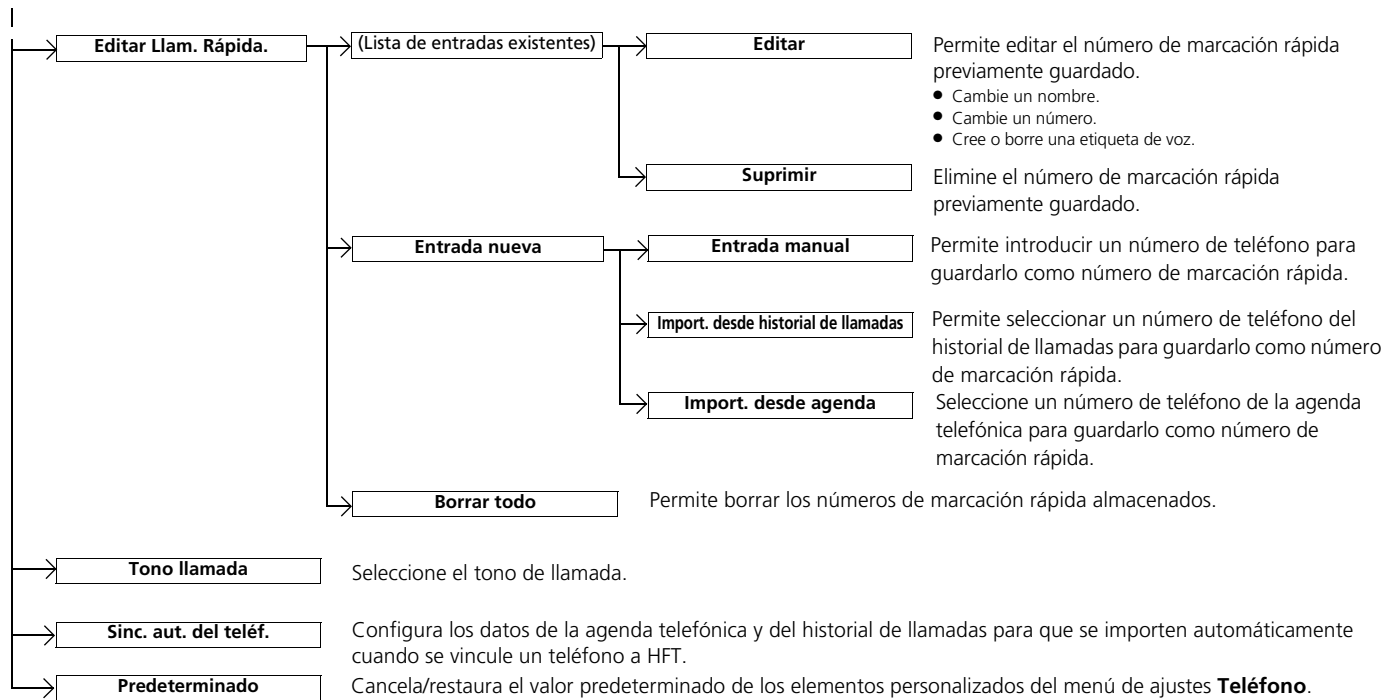 Editar Llam. Rápida.
(Lista de entradas existentes)
Editar
Permite editar el número de marcación rápida
previamente guardado.
● Cambie un nombre.
● Cambie un número.
● Cree o borre una etiqueta de voz.
Suprimir
Elimine el número de marcación rápida
previamente guardado.
Entrada nueva
Entrada manual
Permite introducir un número de teléfono para
guardarlo como número de marcación rápida.
Import. desde historial de llamadas
Permite seleccionar un número de teléfono del
historial de llamadas para guardarlo como número
de marcación rápida.
Import. desde agenda
Seleccione un número de teléfono de la agenda
telefónica para guardarlo como número de
marcación rápida.
Borrar todo
Permite borrar los números de marcación rápida almacenados.
Tono llamada
Seleccione el tono de llamada.
Sinc. aut. del teléf.
Configura los datos de la agenda telefónica y del historial de llamadas para que se importen automáticamente
cuando se vincule un teléfono a HFT.
Predeterminado
Cancela/restaura el valor predeterminado de los elementos personalizados del menú de ajustes Teléfono.